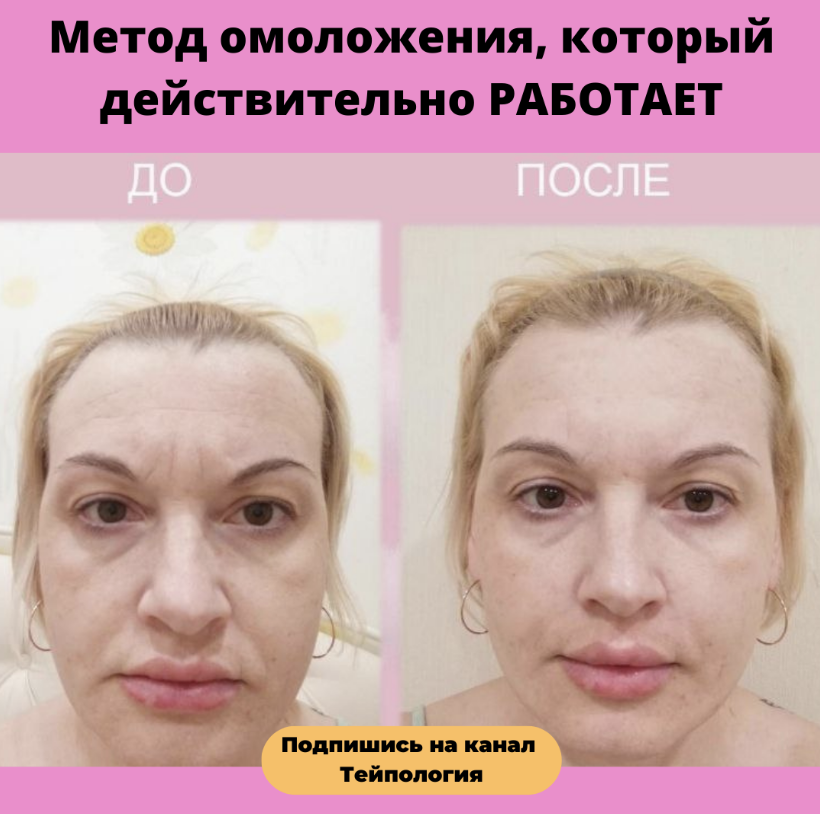 Метод омоложения, который
действительно РАБОТАЕТ
ДО
ПОСЛЕ
Подпишись на канал
Тейпология